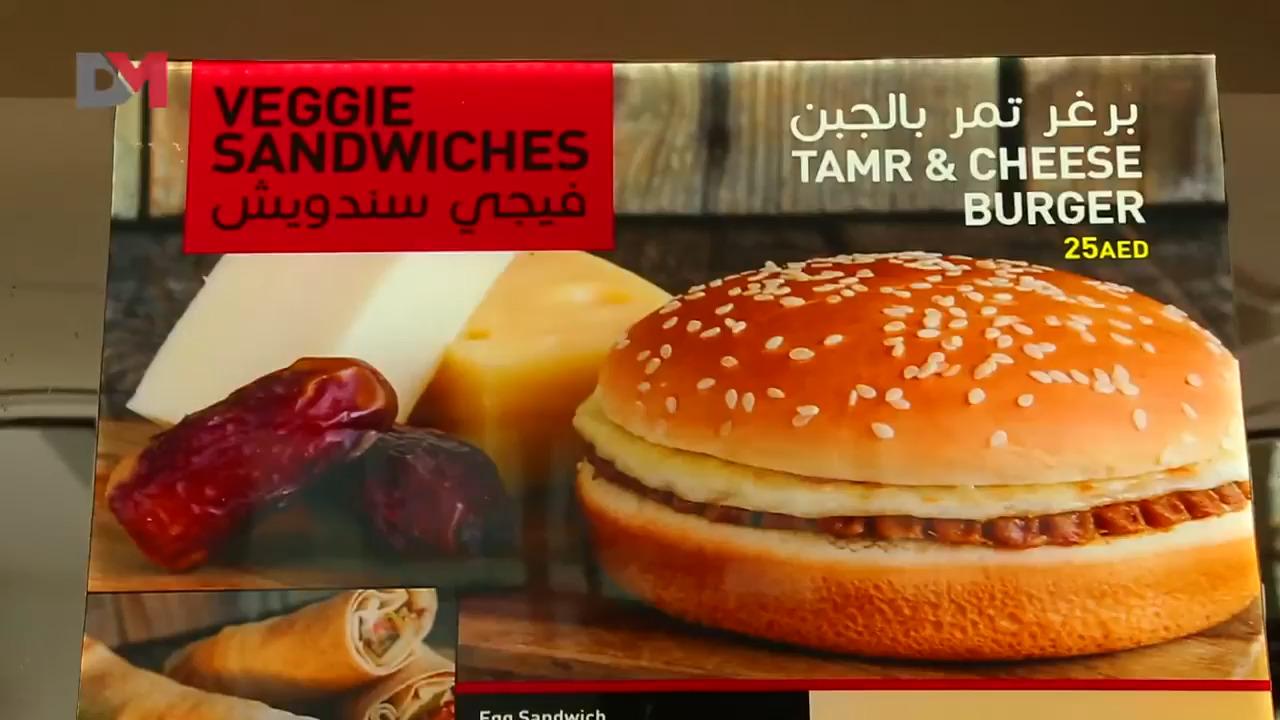 DM
VEGGIE
SANDWICHES
فيجي سندويش
برغر تمر بالجبن
TAMR & CHEESE
BURGER
25AED
Egg Sandwich